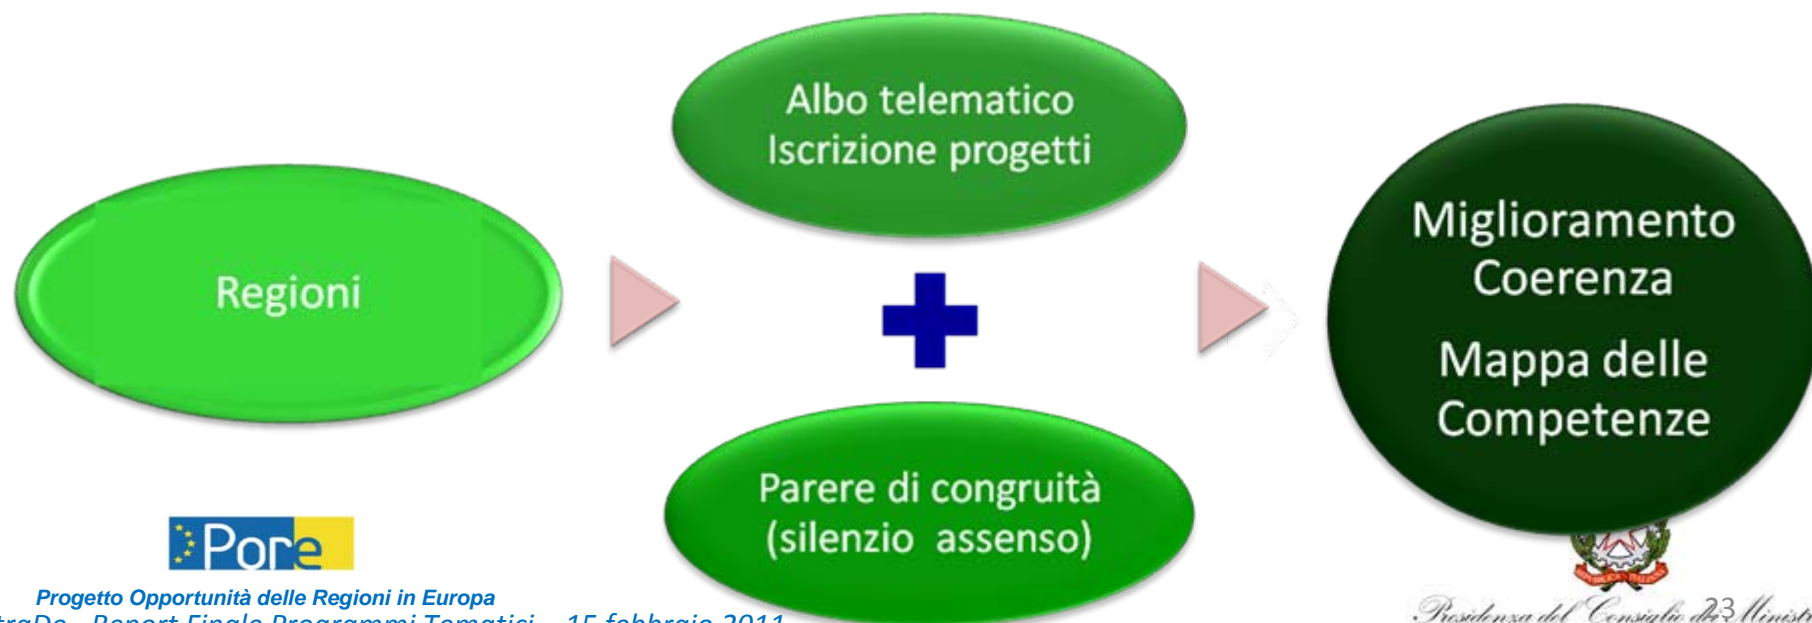 Albo telematico
Iscrizione progetti
Regioni
Miglioramento
Coerenza
Mappa delle
Competenze
Parere di congruità
(silenzio assenso)
Pore
Progetto Opportunità delle Regioni in Europa
Report Finale Programmi Tematici – 15 febbraio 2011
Presidenza del Consiglio dei Ministri
23